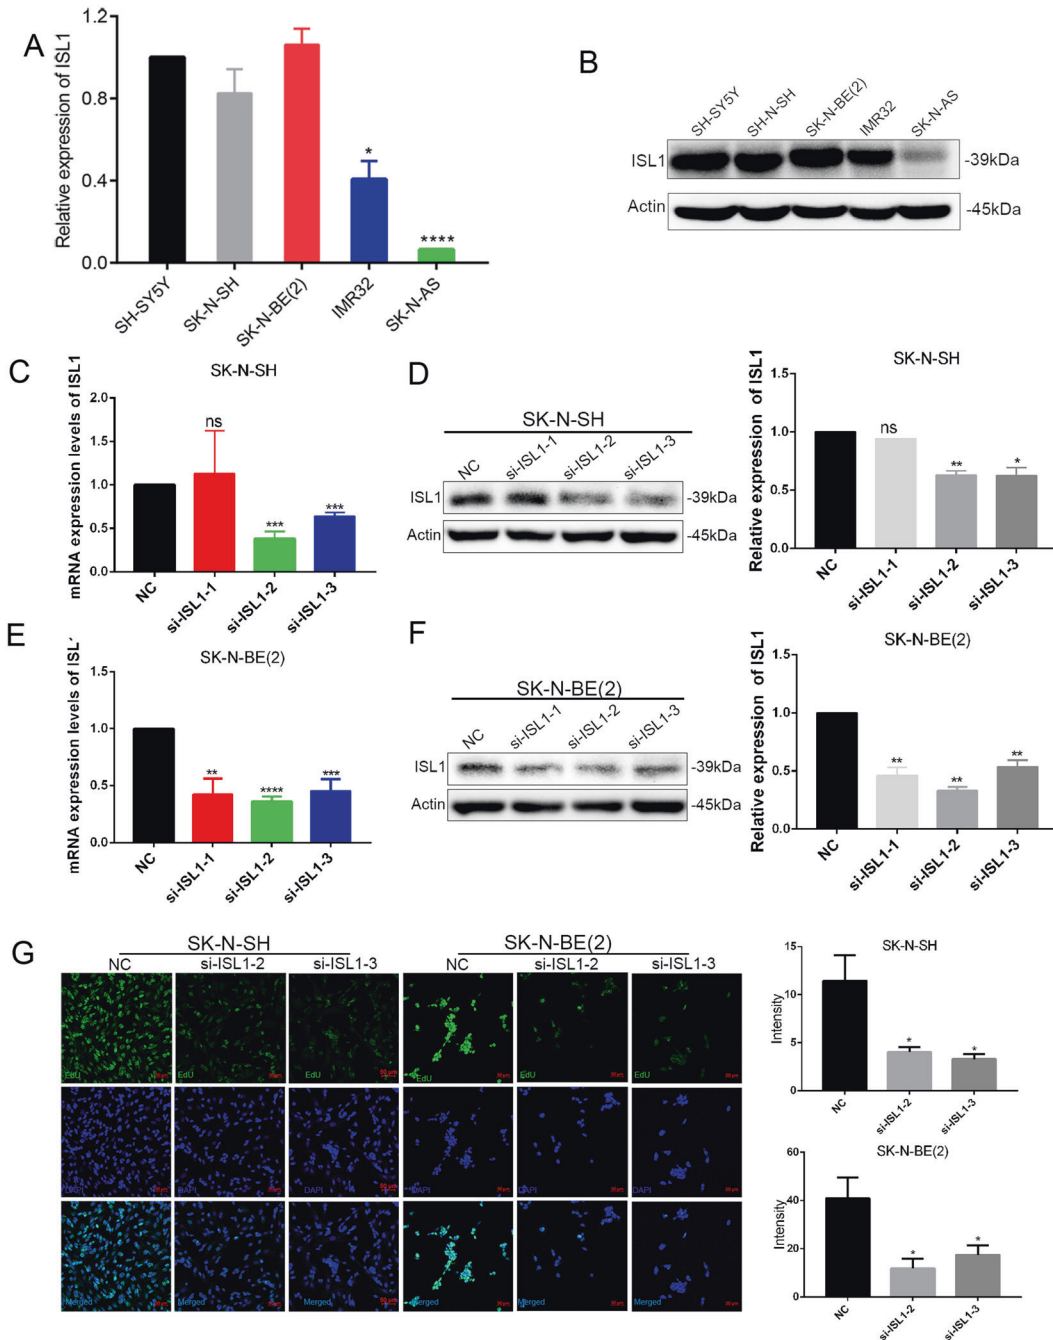 A
Relative expression of ISL1
1.2
0.8
0.4
0.0
*
****
SH-SY5Y
SK-N-SH
SK-N-BE(2)
IMR32
SK-N-AS
B
SH-SY5Y
SH-N-SH
SK-N-BE(2)
IMR32
SK-N-AS
ISL1
-39kDa
Actin
-45kDa
C
SK-N-SH
mRNA expression levels of ISL1
2.0
1.5
1.0
0.5
0.0
ns
***
***
NC
si-ISL1-1
si-ISL1-2
si-ISL1-3
D
SK-N-SH
NC
si-ISL1-1
si-ISL1-2
si-ISL1-3
ISL1
-39kDa
Actin
-45kDa
SK-N-SH
Relative expression of ISL1
1.5
1.0
0.5
0.0
ns
**
*
NC
si-ISL1-1
si-ISL1-2
si-ISL1-3
E
SK-N-BE(2)
mRNA expression levels of ISL
1.5
1.0
0.5
0.0
**
****
***
NC
si-ISL1-1
si-ISL1-2
si-ISL1-3
F
SK-N-BE(2)
NC
si-ISL1-1
si-ISL1-2
si-ISL1-3
ISL1
-39kDa
Actin
-45kDa
SK-N-BE(2)
Relative expression of ISL1
1.5
1.0
0.5
0.0
**
**
**
NC
si-ISL1-1
si-ISL1-2
si-ISL1-3
G
SK-N-SH
SK-N-BE(2)
NC
si-ISL1-2
si-ISL1-3
NC
si-ISL1-2
si-ISL1-3
EdU
EdU
EdU
EdU
EdU
EdU
DAPI
DAPI
DAPI
DAPI
DAPI
DAPI
Merged
Merged
Merged
Merged
Merged
Merged
SK-N-SH
Intensity
15
10
5
0
*
*
NC
si-ISL1-2
si-ISL1-3
SK-N-BE(2)
Intensity
60
40
20
0
*
*
NC
si-ISL1-2
si-ISL1-3